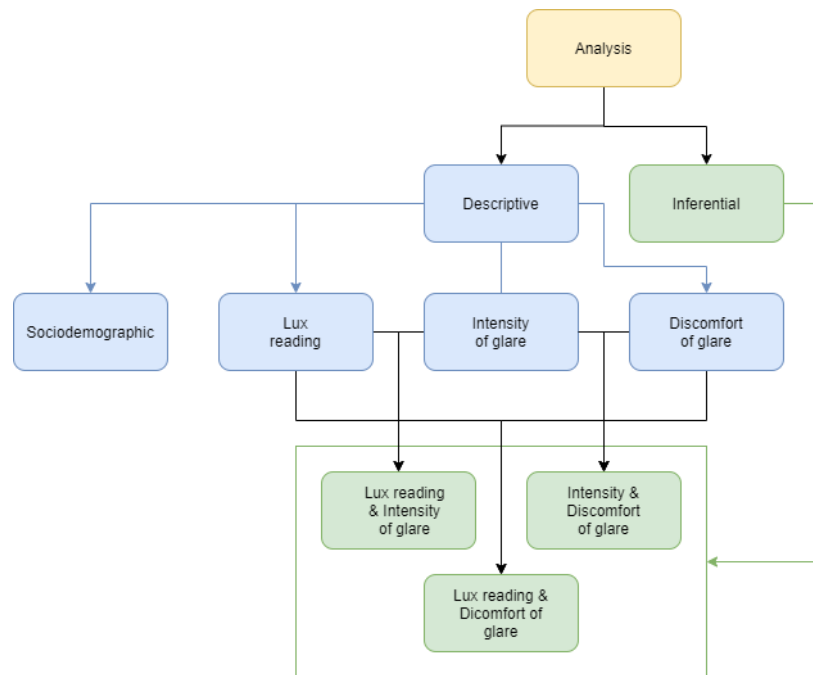 Analysis
Descriptive
Inferential
Sociodemographic
Lux
reading
Intensity
of glare
Discomfort
of glare
Lux reading
& Intensity
of glare
Intensity &
Discomfort
of glare
Lux reading &
Dicomfort of
glare